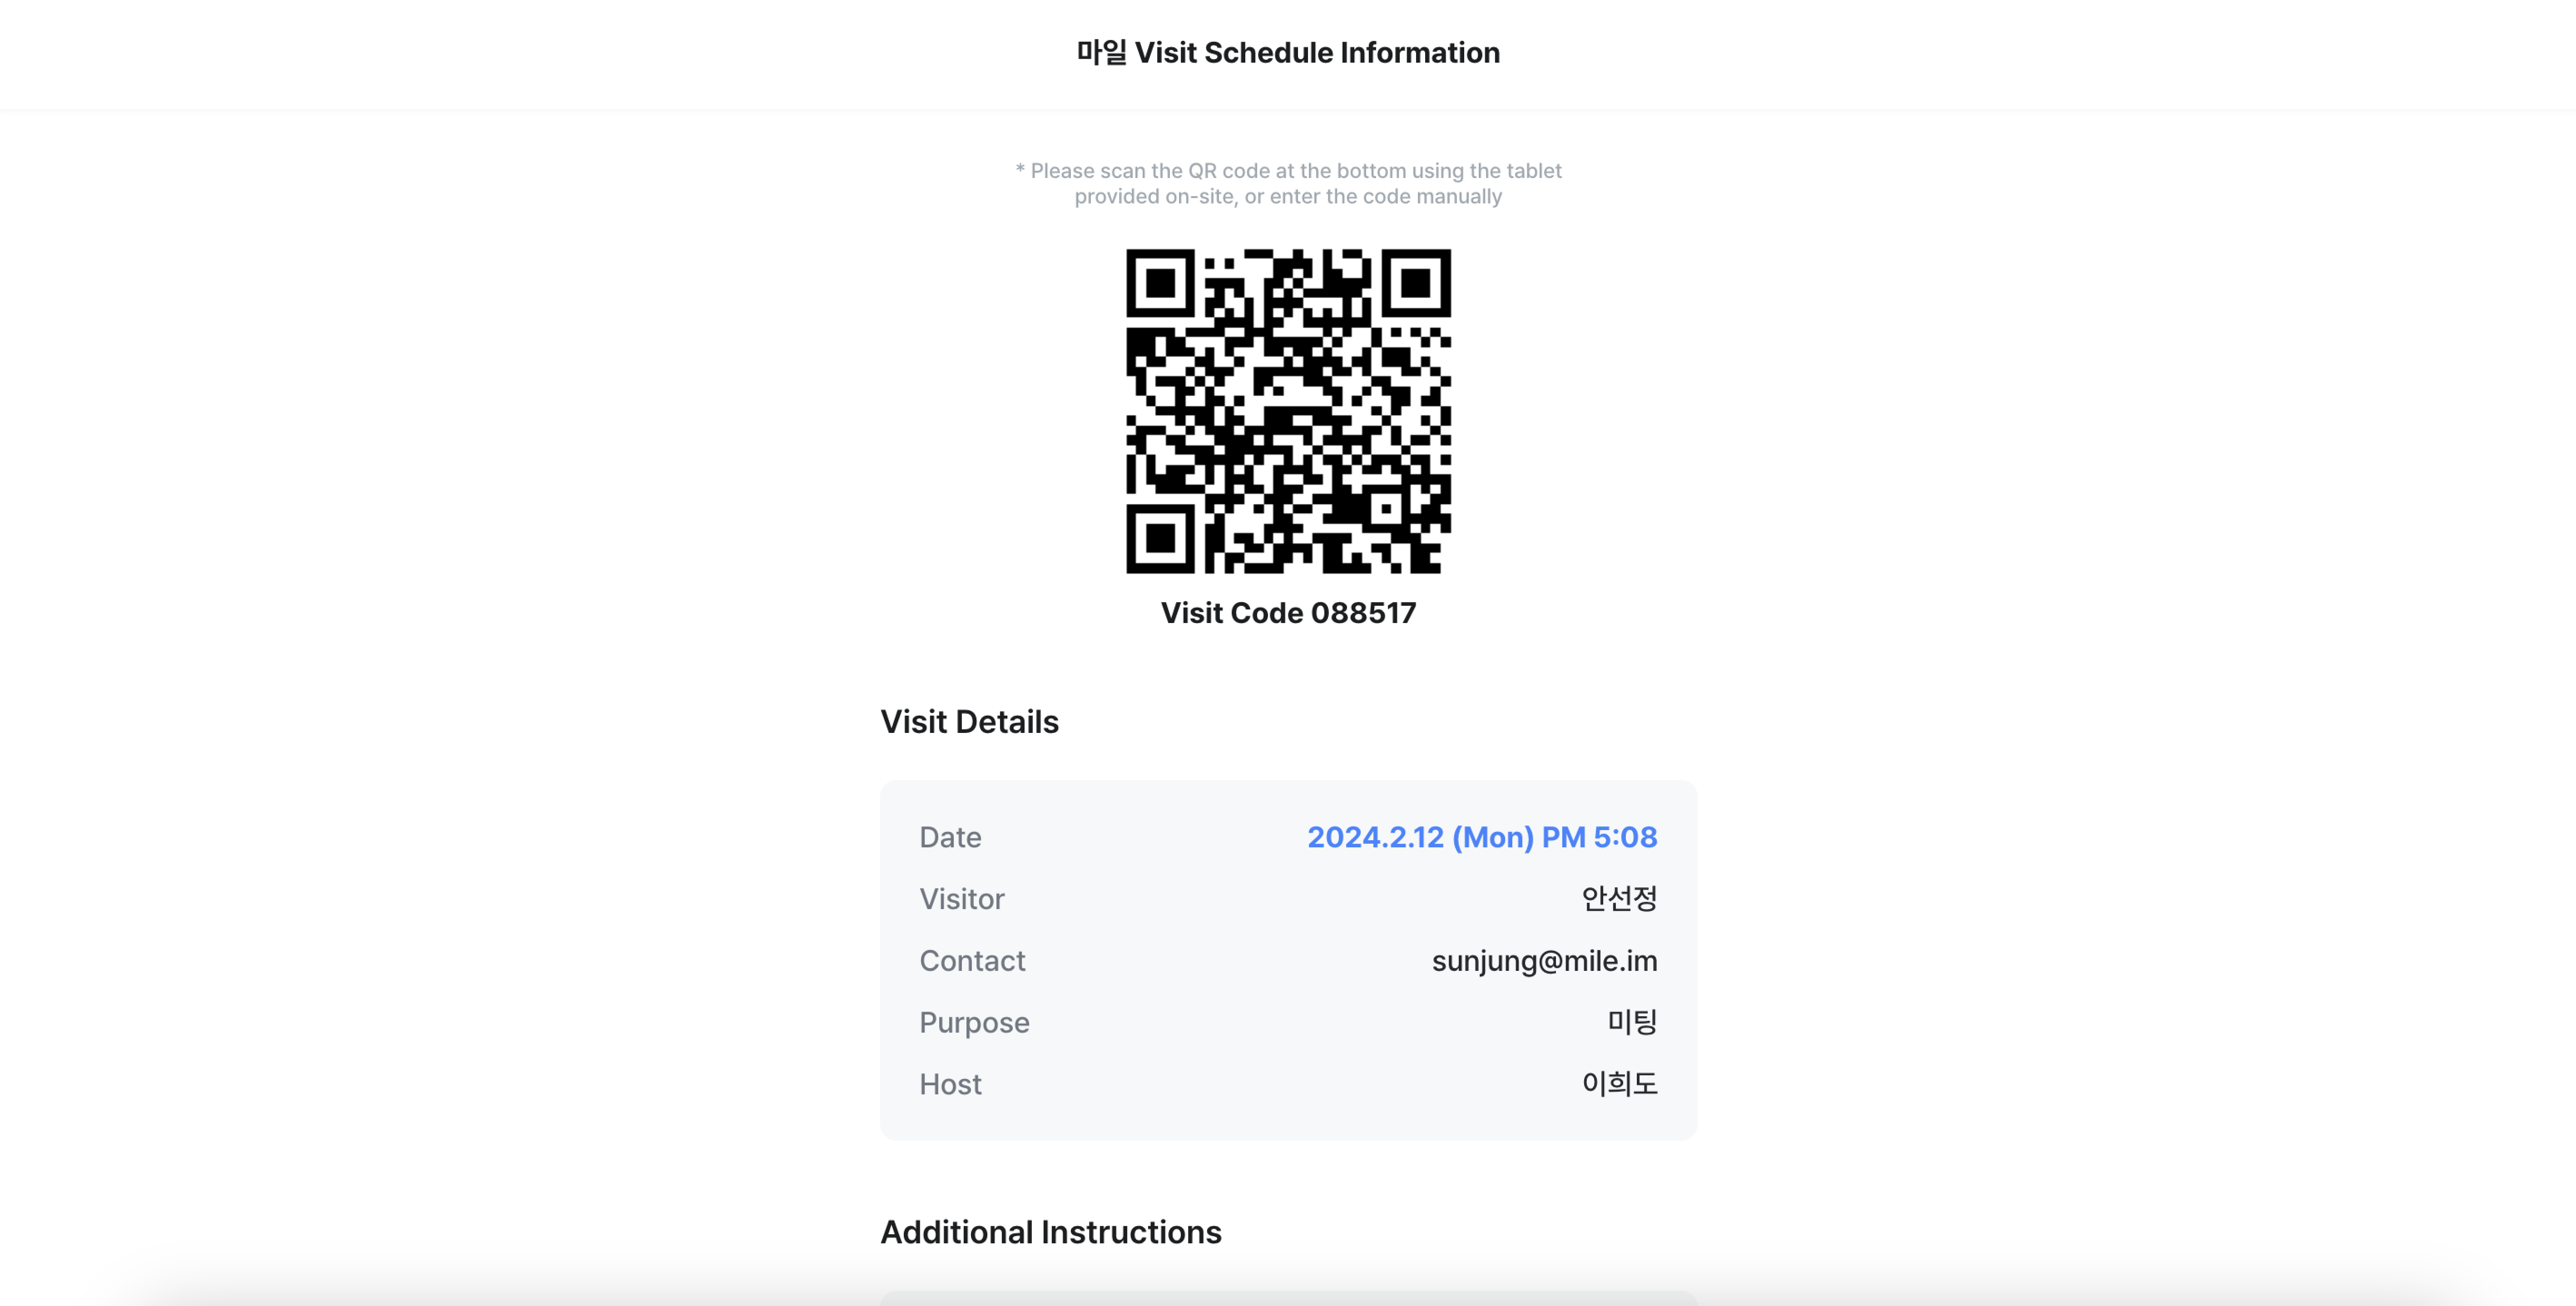 마일 Visit Schedule Information
* Please scan the QR code at the bottom using the tablet
provided on-site, or enter the code manually
Visit Code 088517
Visit Details
Date 2024.2.12 (Mon) PM 5:08
Visitor 안선정
Contact sunjung@mile.im
Purpose 미팅
Host 이희도
Additional Instructions